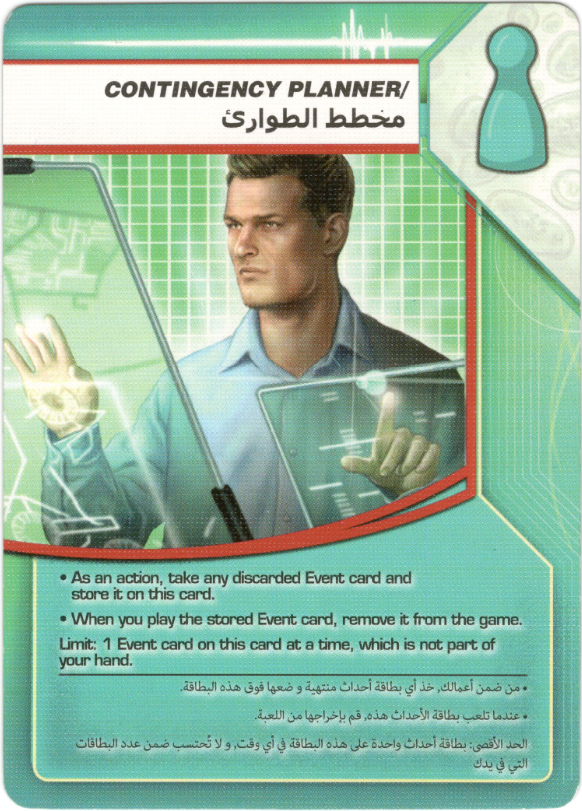 CONTINGENCY PLANNER/
مخطط الطوارئ
• As an action, take any discarded Event card and
store it on this card.
• When you play the stored Event card, remove it from the game.
Limit: 1 Event card on this card at a time, which is not part of
your hand.
• من ضمن أعمالك, خذ أي بطاقة أحداث منتهية و ضعها فوق هذه البطاقة.
• عندما تلعب بطاقة الأحداث هذه, قم بإخراجها من اللعبة.
الحد الأقصى: بطاقة أحداث واحدة على هذه البطاقة في أي وقت, و لا تُحتسب ضمن عدد البطاقات
التي في يدك